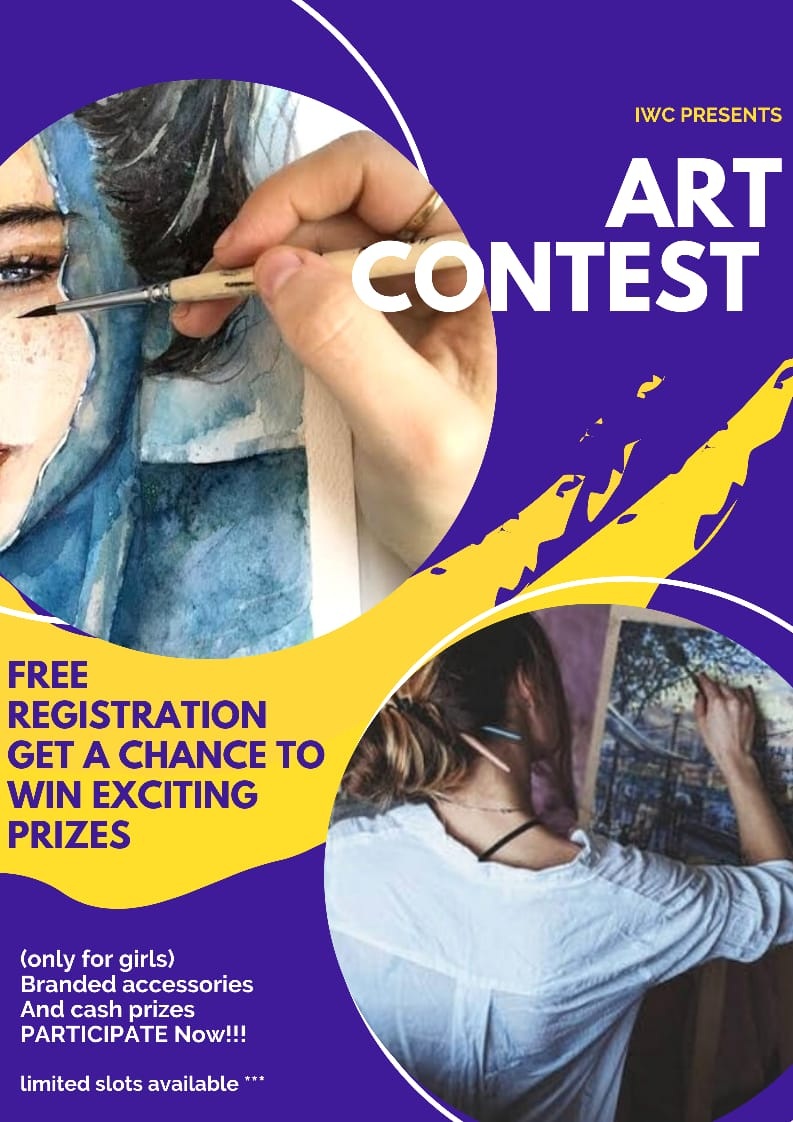 IWC PRESENTS
ART
CONTEST
FREE
REGISTRATION
GET A CHANCE TO
WIN EXCITING
PRIZES
(only for girls)
Branded accessories
And cash prizes
PARTICIPATE Now!!!
limited slots available ***